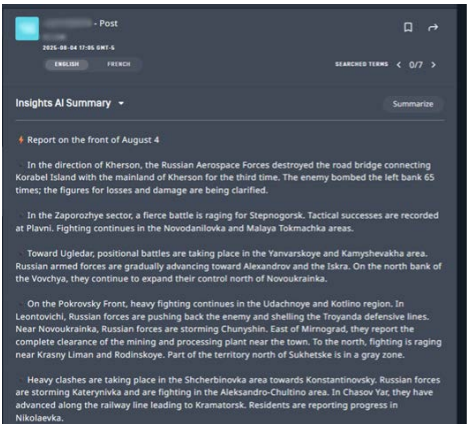 - Post
2025-08-04 17:05 GMT-5
ENGLISH FRENCH
SEARCHED TERMS < 0/7 >
Insights AI Summary
Summarize
Report on the front of August 4
In the direction of Kherson, the Russian Aerospace Forces destroyed the road bridge connecting
Korabel Island with the mainland of Kherson for the third time. The enemy bombed the left bank 65
times; the figures for losses and damage are being clarified.
In the Zaporozhye sector, a fierce battle is raging for Stepnogorsk. Tactical successes are recorded
at Plavni. Fighting continues in the Novodanilovka and Malaya Tokmachka areas.
Toward Ugledar, positional battles are taking place in the Yanvarskoye and Kamyshevakha area.
Russian armed forces are gradually advancing toward Alexandrov and the Iskra. On the north bank of
the Vovchya, they continue to expand their control north of Novoukrainka.
On the Pokrovsky Front, heavy fighting continues in the Udachnoye and Kotlino region. In
Leontovichi, Russian forces are pushing back the enemy and shelling the Troyanda defensive lines.
Near Novoukrainka, Russian forces are storming Chunyshin. East of Mirnograd, they report the
complete clearance of the mining and processing plant near the town. To the north, fighting is raging
near Krasny Liman and Rodinskoye. Part of the territory north of Sukhetske is in a gray zone.
Heavy clashes are taking place in the Shcherbinovka area towards Konstantinovsky. Russian forces
are storming Katerynivka and are fighting in the Aleksandro-Chultino area. In Chasov Yar, they have
advanced along the railway line leading to Kramatorsk. Residents are reporting progress in
Nikolaevka.